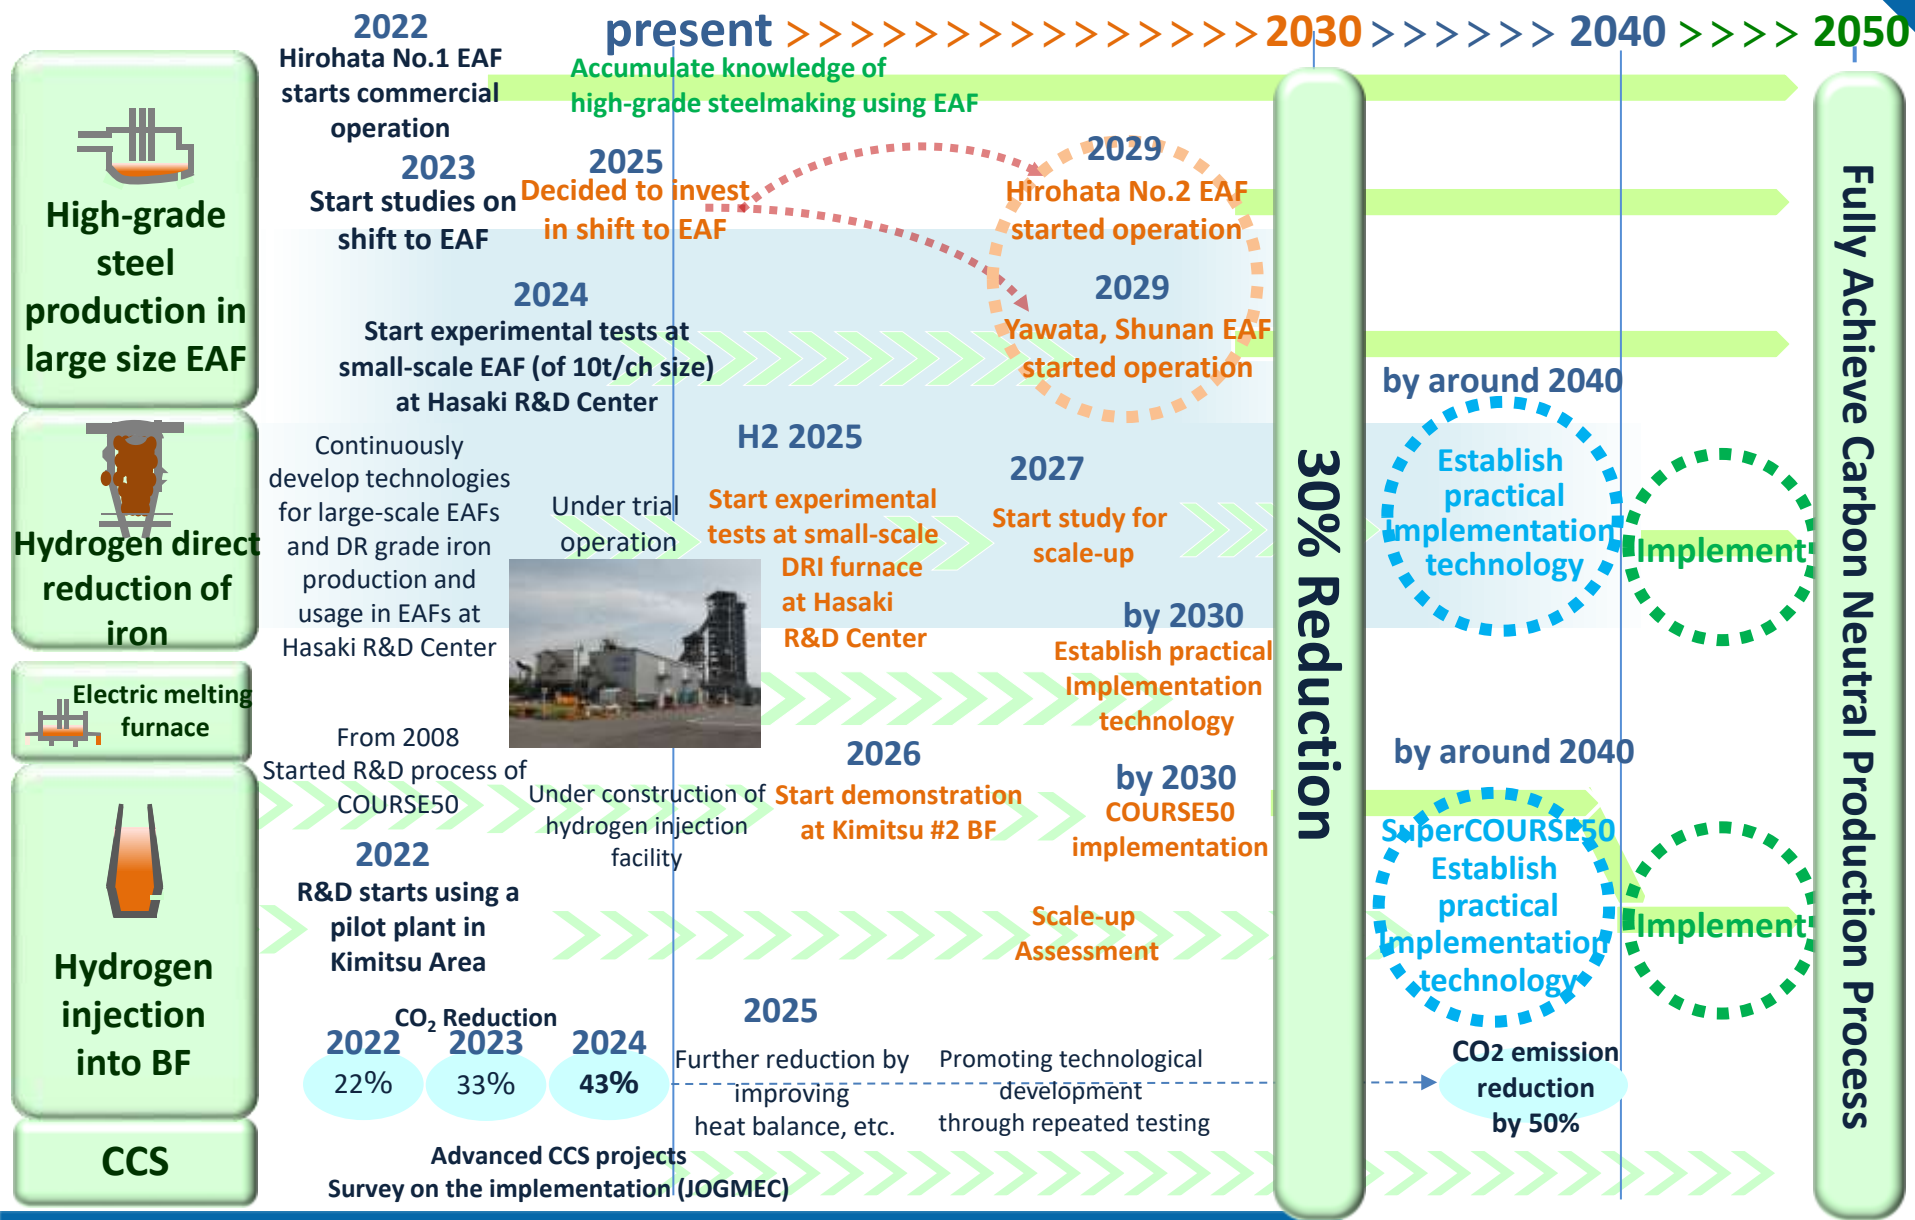 present >>>>>>>>>>>>>>> 2030 >>>>>> 2040 >>>> 2050
2022
Hirohata No.1 EAF
starts commercial
operation
Accumulate knowledge of
high-grade steelmaking using EAF
High-grade
steel
production in
large size EAF
2023
Start studies on
shift to EAF
2025
Decided to invest
in shift to EAF
2029
Hirohata No.2 EAF
started operation
2024
Start experimental tests at
small-scale EAF (of 10t/ch size)
at Hasaki R&D Center
2029
Yawata, Shunan EAF
started operation
Hydrogen direct
reduction of
iron
Continuously
develop technologies
for large-scale EAFs
and DR grade iron
production and
usage in EAFs at
Hasaki R&D Center
Under trial
operation
H2 2025
Start experimental
tests at small-scale
DRI furnace
at Hasaki
R&D Center
2027
Start study for
scale-up
by around 2040
Establish
practical
Implementation
technology
Implement
Electric melting
furnace
by 2030
Establish practical
Implementation
technology
Hydrogen
injection
into BF
From 2008
Started R&D process of
COURSE50
Under construction of
hydrogen injection
facility
2026
Start demonstration
at Kimitsu #2 BF
by 2030
COURSE50
implementation
by around 2040
SuperCOURSE50
Establish
practical
Implementation
technology
Implement
2022
R&D starts using a
pilot plant in
Kimitsu Area
Scale-up
Assessment
CO2 Reduction
2022
22%
2023
33%
2024
43%
2025
Further reduction by
improving
heat balance, etc.
Promoting technological
development
through repeated testing
CO2 emission
reduction
by 50%
CCS
Advanced CCS projects
Survey on the implementation (JOGMEC)
30% Reduction
Fully Achieve Carbon Neutral Production Process